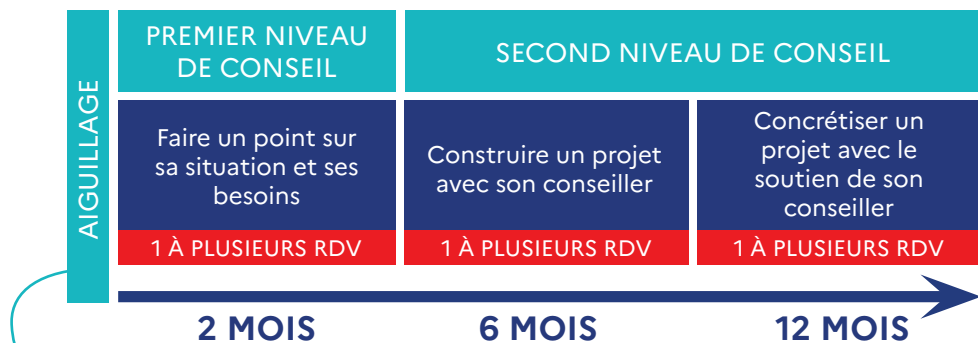 AIGUILLAGE
PREMIER NIVEAU
DE CONSEIL
SECOND NIVEAU DE CONSEIL
Faire un point sur
sa situation et ses
besoins
Construire un projet
avec son conseiller
Concrétiser un
projet avec le
soutien de son
conseiller
1 À PLUSIEURS RDV
1 À PLUSIEURS RDV
1 À PLUSIEURS RDV
2 MOIS
6 MOIS
12 MOIS